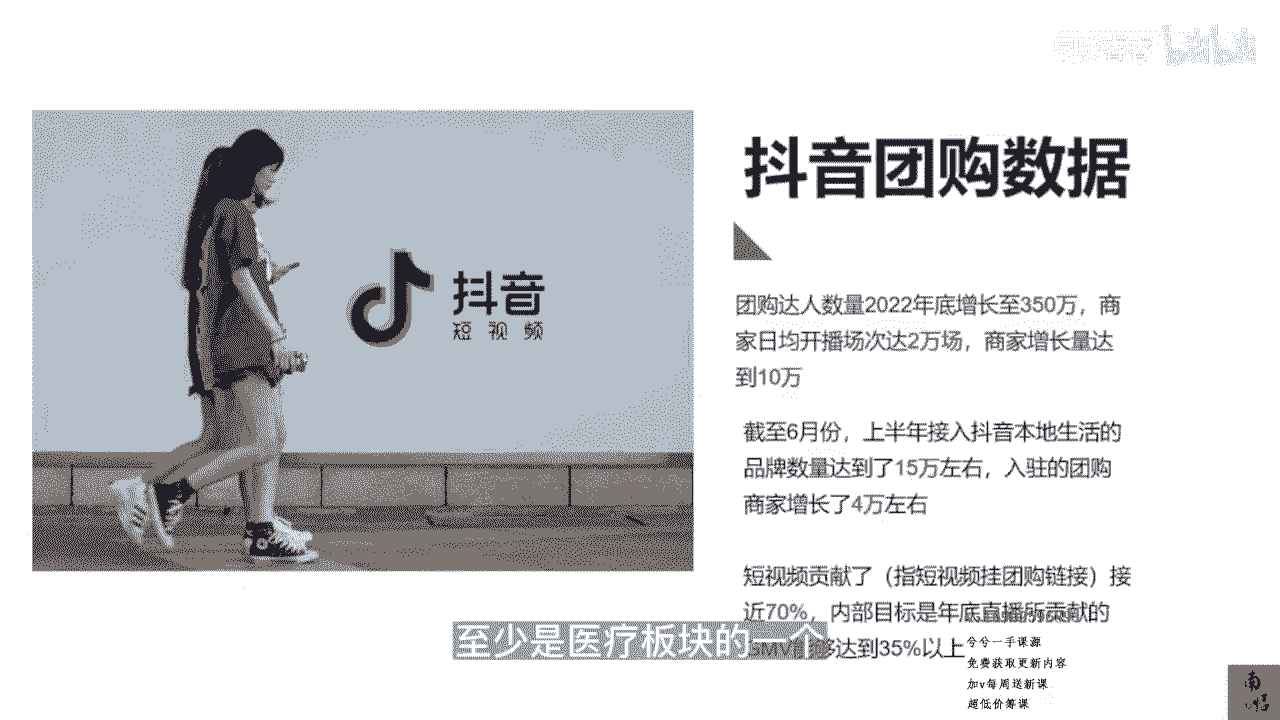 bilibili
抖音团购数据
抖音
短视频
团购达人数量2022年底增长至350万，商
家日均开播场次达2万场，商家增长量达
到10万
截至6月份，上半年接入抖音本地生活的
品牌数量达到了15万左右，入驻的团购
商家增长了4万左右
短视频贡献了（指短视频挂团购链接）接
近70%，内部目标是年底直播所贡献的
GMV能够达到35%以上
至少是医疗板块的一个
兮兮一手课源
免费获取更新内容
加v每周送新课
超低价筹课